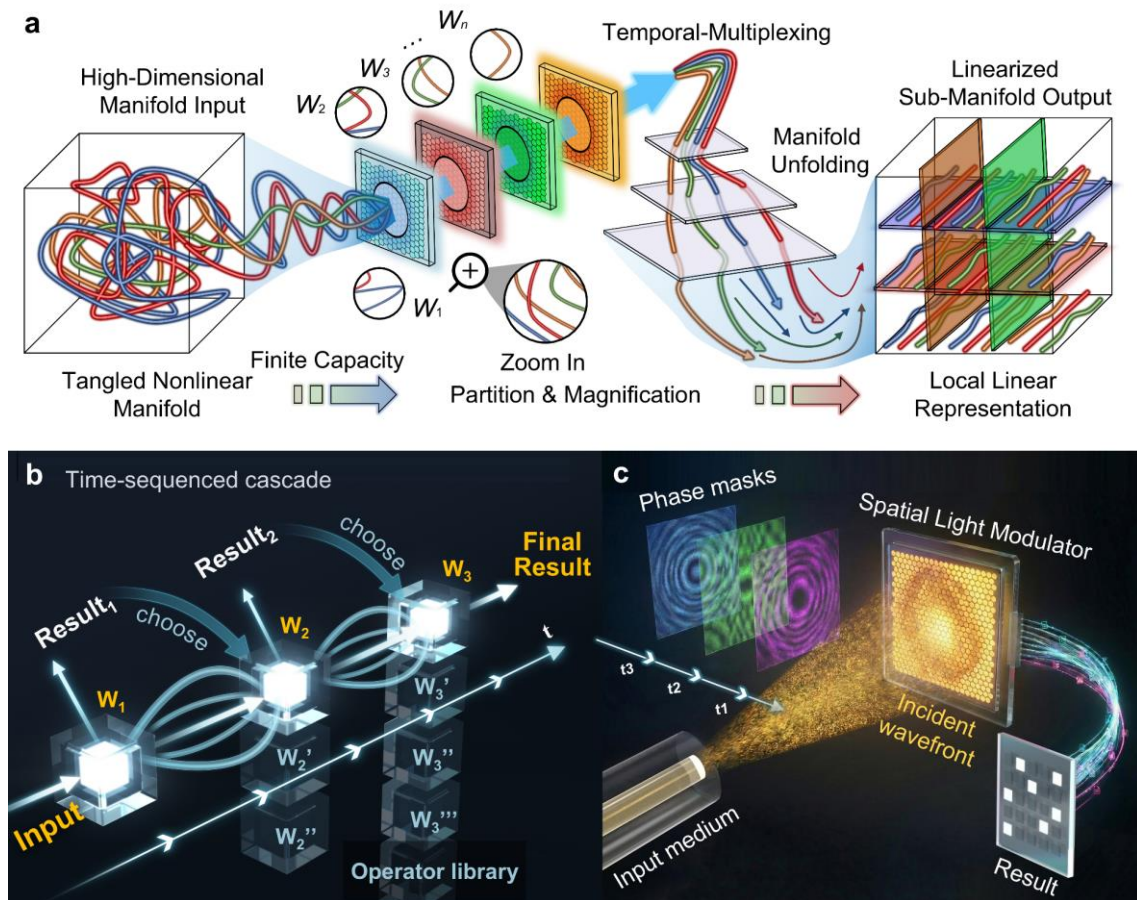 a
High-Dimensional
Manifold Input
W2
W3
...
Wn
Temporal-Multiplexing
Linearized
Sub-Manifold Output
Manifold
Unfolding
W1
Tangled Nonlinear
Manifold
Finite Capacity
Zoom In
Partition & Magnification
Local Linear
Representation
b
Time-sequenced cascade
Result1
choose
Result2
choose
W1
W2
W3
Final
Result
t
Input
W2'
W2''
W3'
W3''
W3'''
Operator library
c
Phase masks
Spatial Light Modulator
t3
t2
t1
Incident
wavefront
Input medium
Result